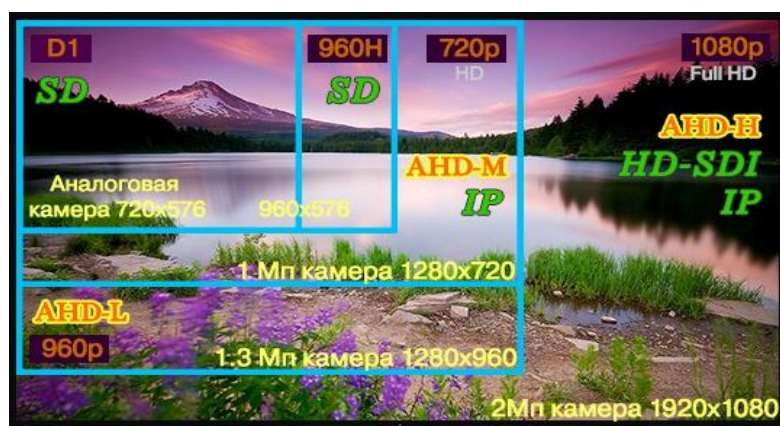 D1
SD
960H
SD
720p
HD
1080p
Full HD
AHD-H
HD-SDI
IP
AHD-M
IP
Аналоговая
камера 720x576
960x576
1 Мп камера 1280x720
AHD-L
960p
1.3 Мп камера 1280x960
2Мп камера 1920x1080